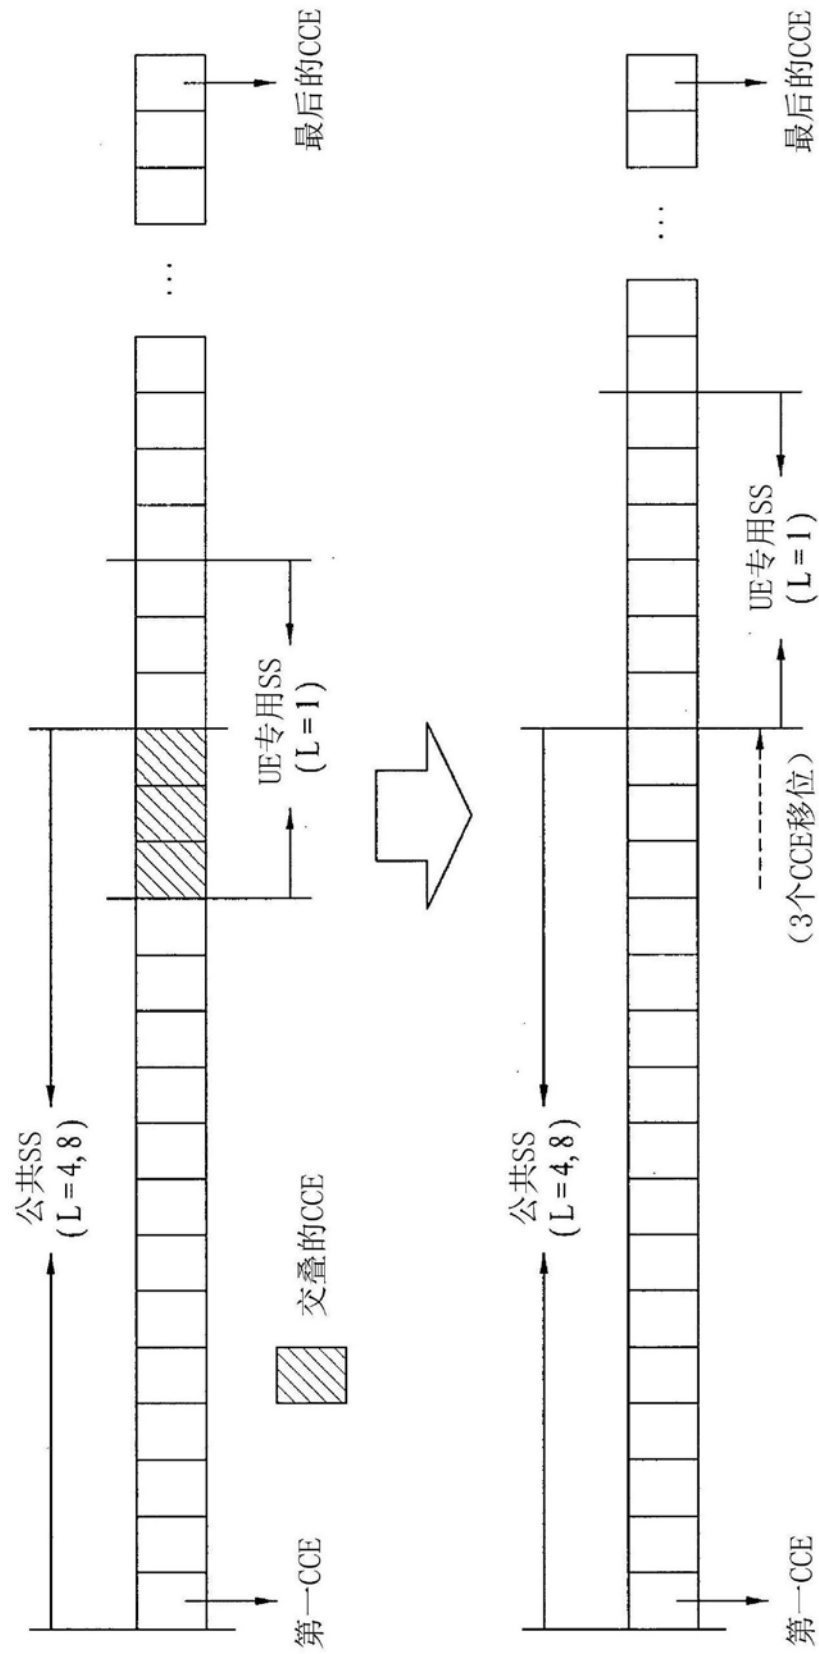 公共SS
(L=4,8)
第一CCE
交叠的CCE
UE专用SS
(L=1)
...
最后的CCE
公共SS
(L=4,8)
第一CCE
(3个CCE移位)
UE专用SS
(L=1)
...
最后的CCE